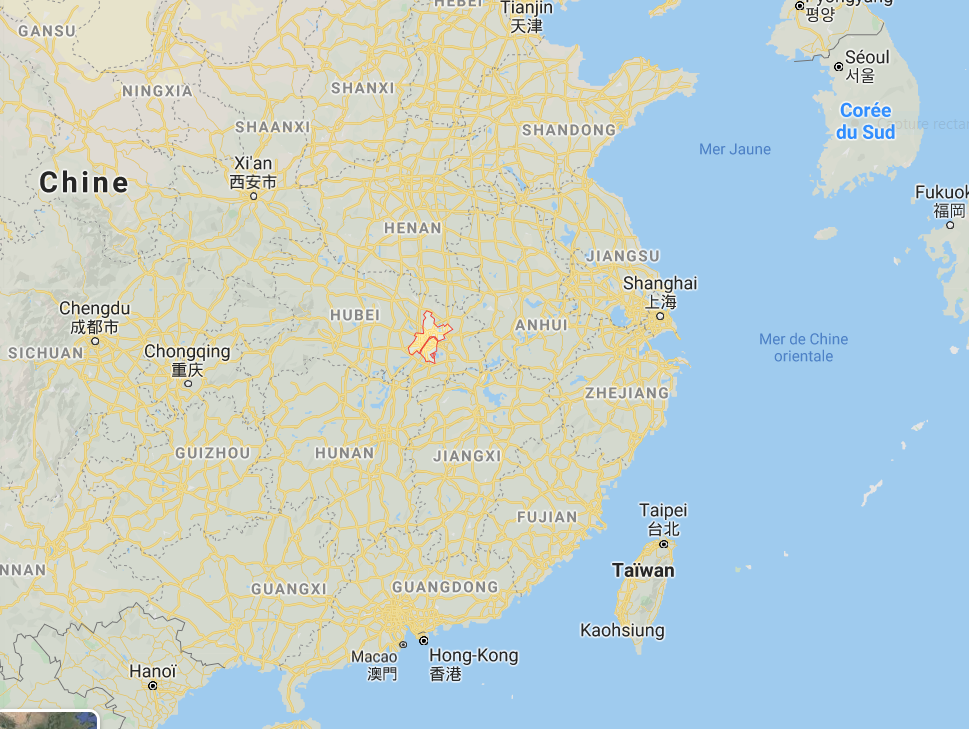 HEBEI
Tianjin
天津
평양
GANSU
Séoul
서울
NINGXIA
SHANXI
Corée
du Sud
SHAANXI
SHANDONG
Mer Jaune
Xi'an
西安市
Chine
HENAN
福岡
JIANGSU
Shanghai
上海
Chengdu
成都市
HUBEI
ANHUI
SICHUAN
Chongqing
重庆
Mer de Chine
orientale
ZHEJIANG
GUIZHOU
HUNAN
JIANGXI
FUJIAN
Taipei
台北
Taïwan
GUANGXI
GUANGDONG
Kaohsiung
Macao
澳門
Hong-Kong
香港
Hanoï